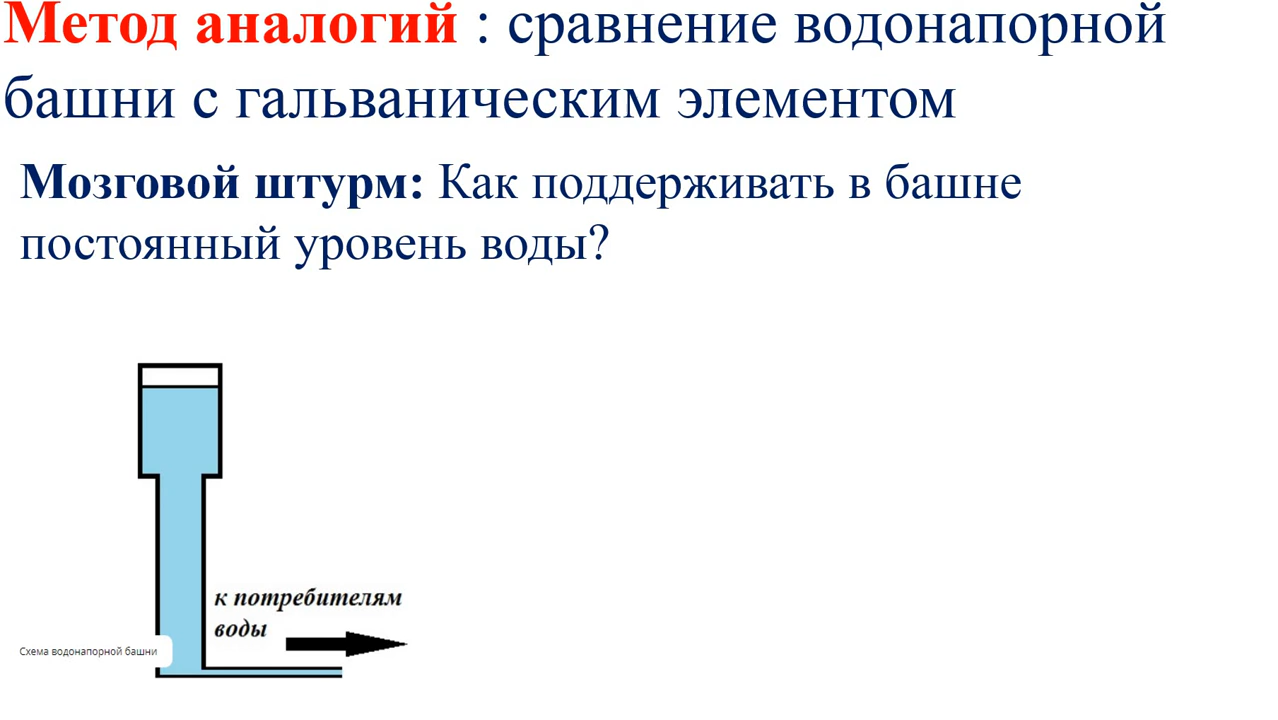 Метод аналогий : сравнение водонапорной
башни с гальваническим элементом
Мозговой штурм: Как поддерживать в башне
постоянный уровень воды?
к потребителям
воды
Схема водонапорной башни